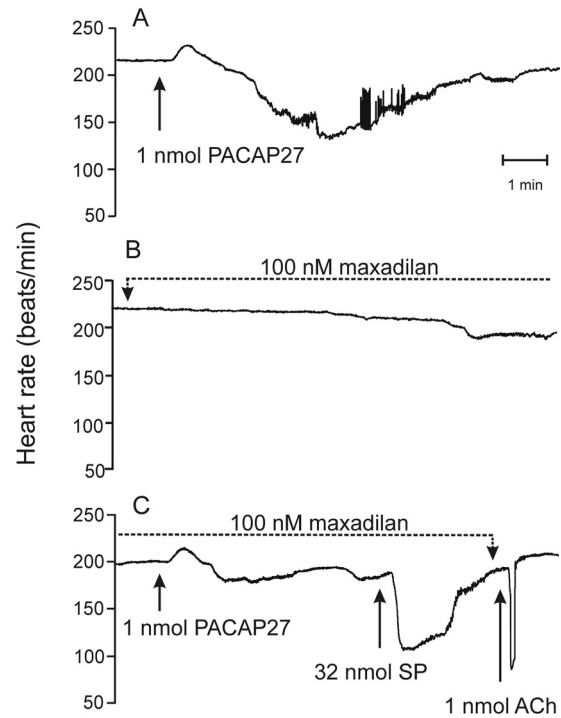 A
250
200
150
100
50
1 nmol PACAP27
1 min
Heart rate (beats/min)
B
100 nM maxadilan
250
200
150
100
50
C
100 nM maxadilan
250
200
150
100
50
1 nmol PACAP27
32 nmol SP
1 nmol ACh